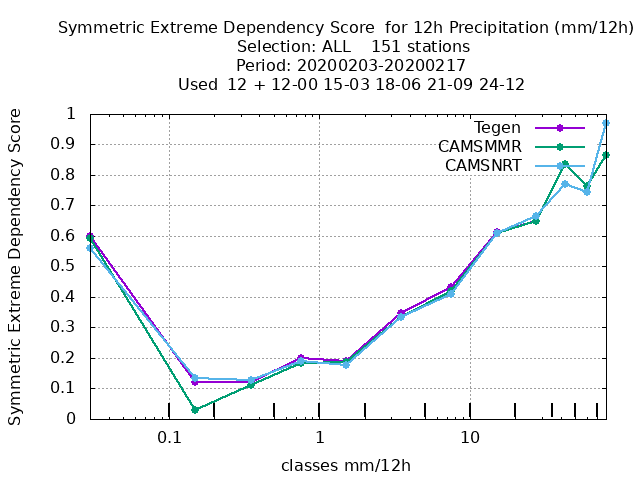 Symmetric Extreme Dependency Score  for 12h Precipitation (mm/12h)
Selection: ALL    151 stations
Period: 20200203-20200217
Used  12 + 12-00 15-03 18-06 21-09 24-12
Symmetric Extreme Dependency Score
1
0.9
0.8
0.7
0.6
0.5
0.4
0.3
0.2
0.1
0
Tegen
CAMSMMR
CAMSNRT
0.1
1
10
classes mm/12h